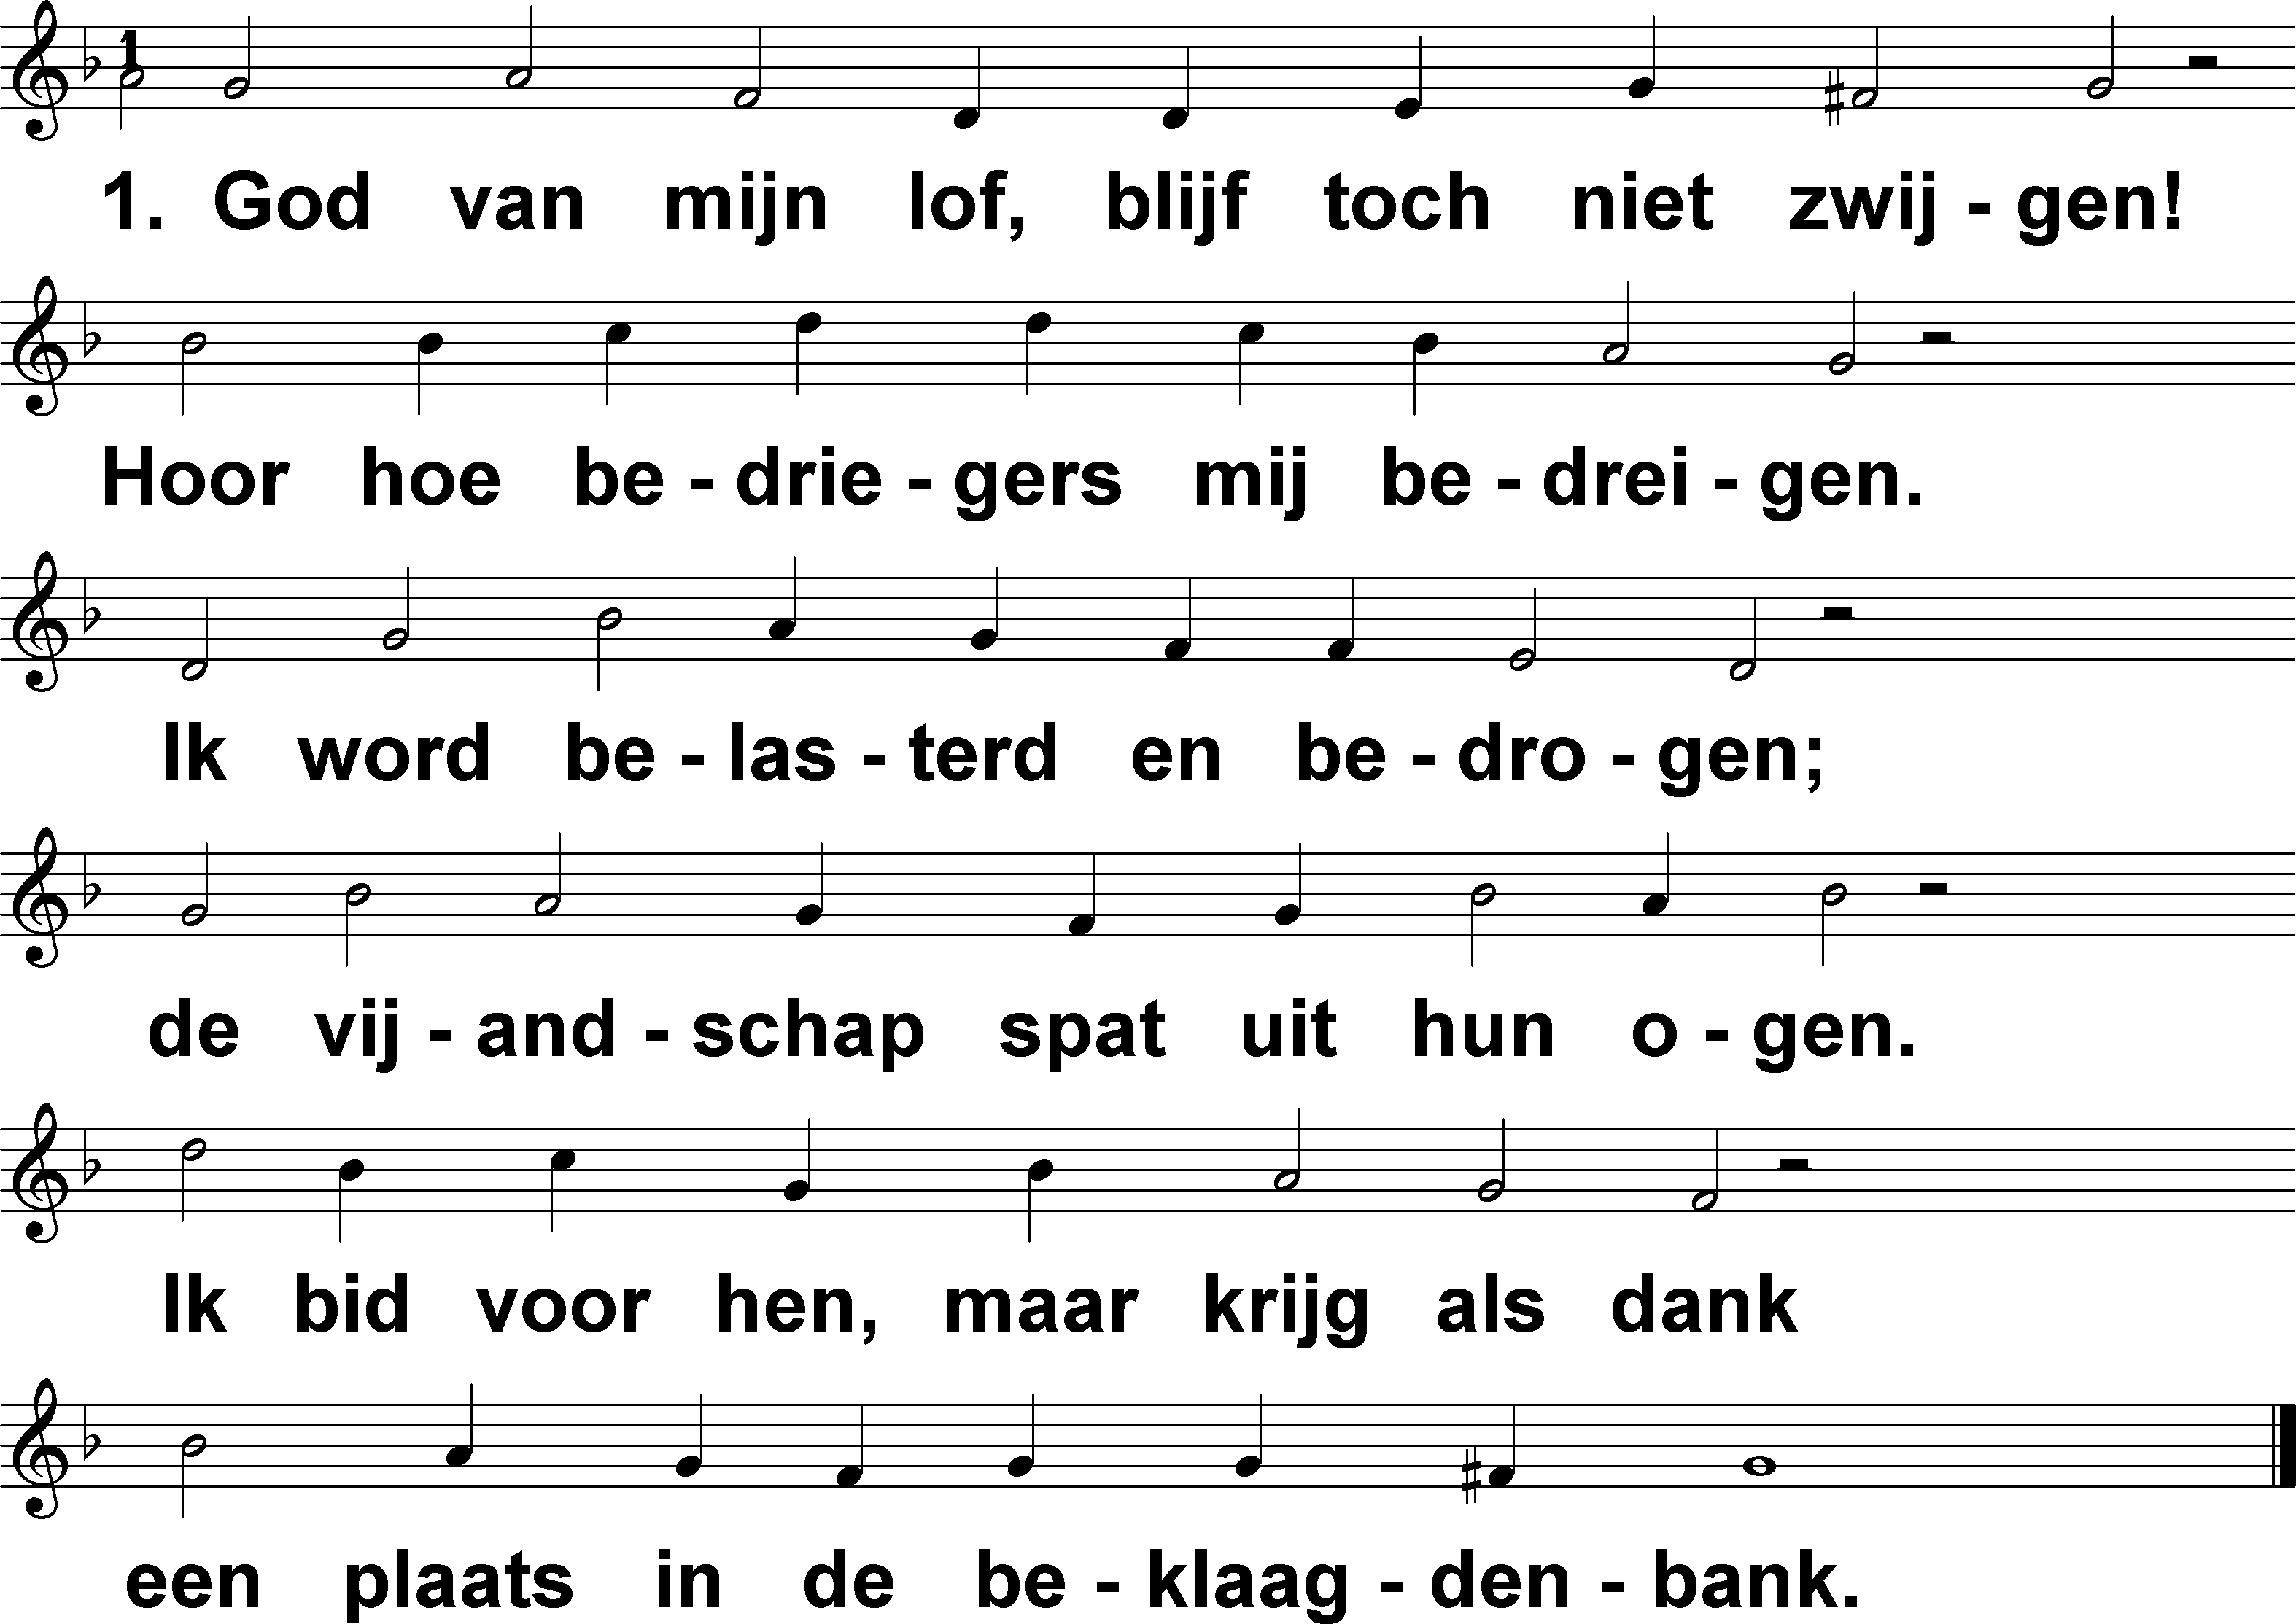 1. God van mijn lof, blijf toch niet zwij - gen!
Hoor hoe be - drie - gers mij be - drei - gen.
Ik word be - las - terd en be - dro - gen;
de vij - and - schap spat uit hun o - gen.
Ik bid voor hen, maar krijg als dank
een plaats in de be - klaag - den - bank.